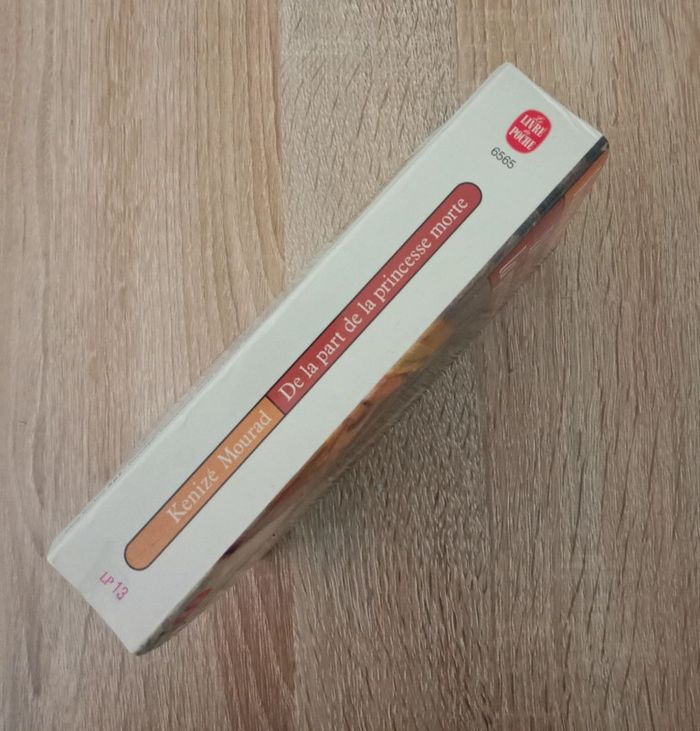 Le
LIVRE
de
POCHE
6565
Kenizé Mourad De la part de la princesse morte
LP 13